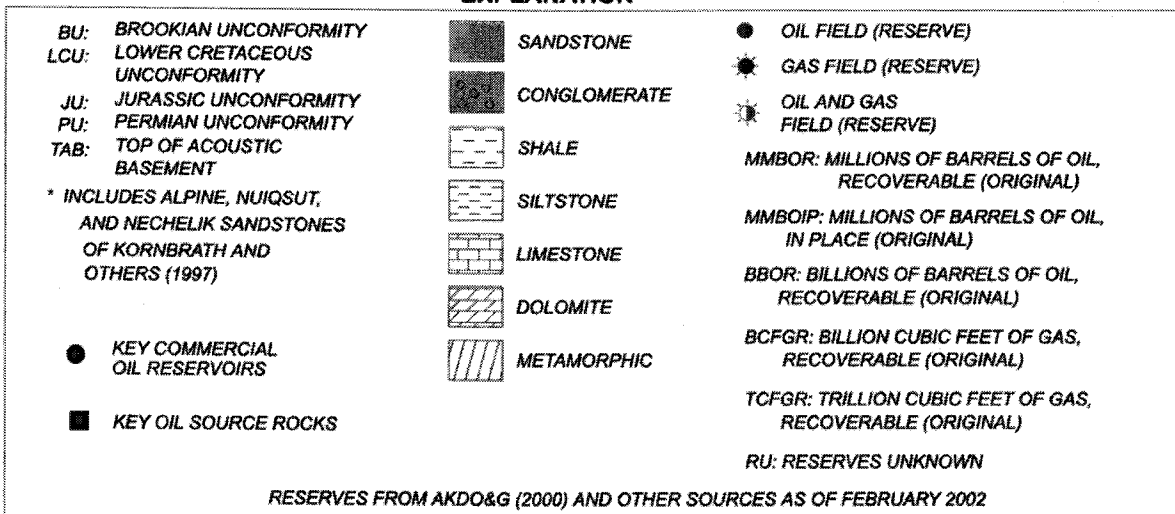 BU: BROOKIAN UNCONFORMITY
LCU: LOWER CRETACEOUS
UNCONFORMITY
JU: JURASSIC UNCONFORMITY
PU: PERMIAN UNCONFORMITY
TAB: TOP OF ACOUSTIC
BASEMENT
* INCLUDES ALPINE, NUIQSUT,
AND NECHELIK SANDSTONES
OF KORNBRATH AND
OTHERS (1997)
KEY COMMERCIAL
OIL RESERVOIRS
KEY OIL SOURCE ROCKS
SANDSTONE
CONGLOMERATE
SHALE
SILTSTONE
LIMESTONE
DOLOMITE
METAMORPHIC
OIL FIELD (RESERVE)
GAS FIELD (RESERVE)
OIL AND GAS
FIELD (RESERVE)
MMBOR: MILLIONS OF BARRELS OF OIL,
RECOVERABLE (ORIGINAL)
MMBOIP: MILLIONS OF BARRELS OF OIL,
IN PLACE (ORIGINAL)
BBOR: BILLIONS OF BARRELS OF OIL,
RECOVERABLE (ORIGINAL)
BCFGR: BILLION CUBIC FEET OF GAS,
RECOVERABLE (ORIGINAL)
TCFGR: TRILLION CUBIC FEET OF GAS,
RECOVERABLE (ORIGINAL)
RU: RESERVES UNKNOWN
RESERVES FROM AKDO&G (2000) AND OTHER SOURCES AS OF FEBRUARY 2002